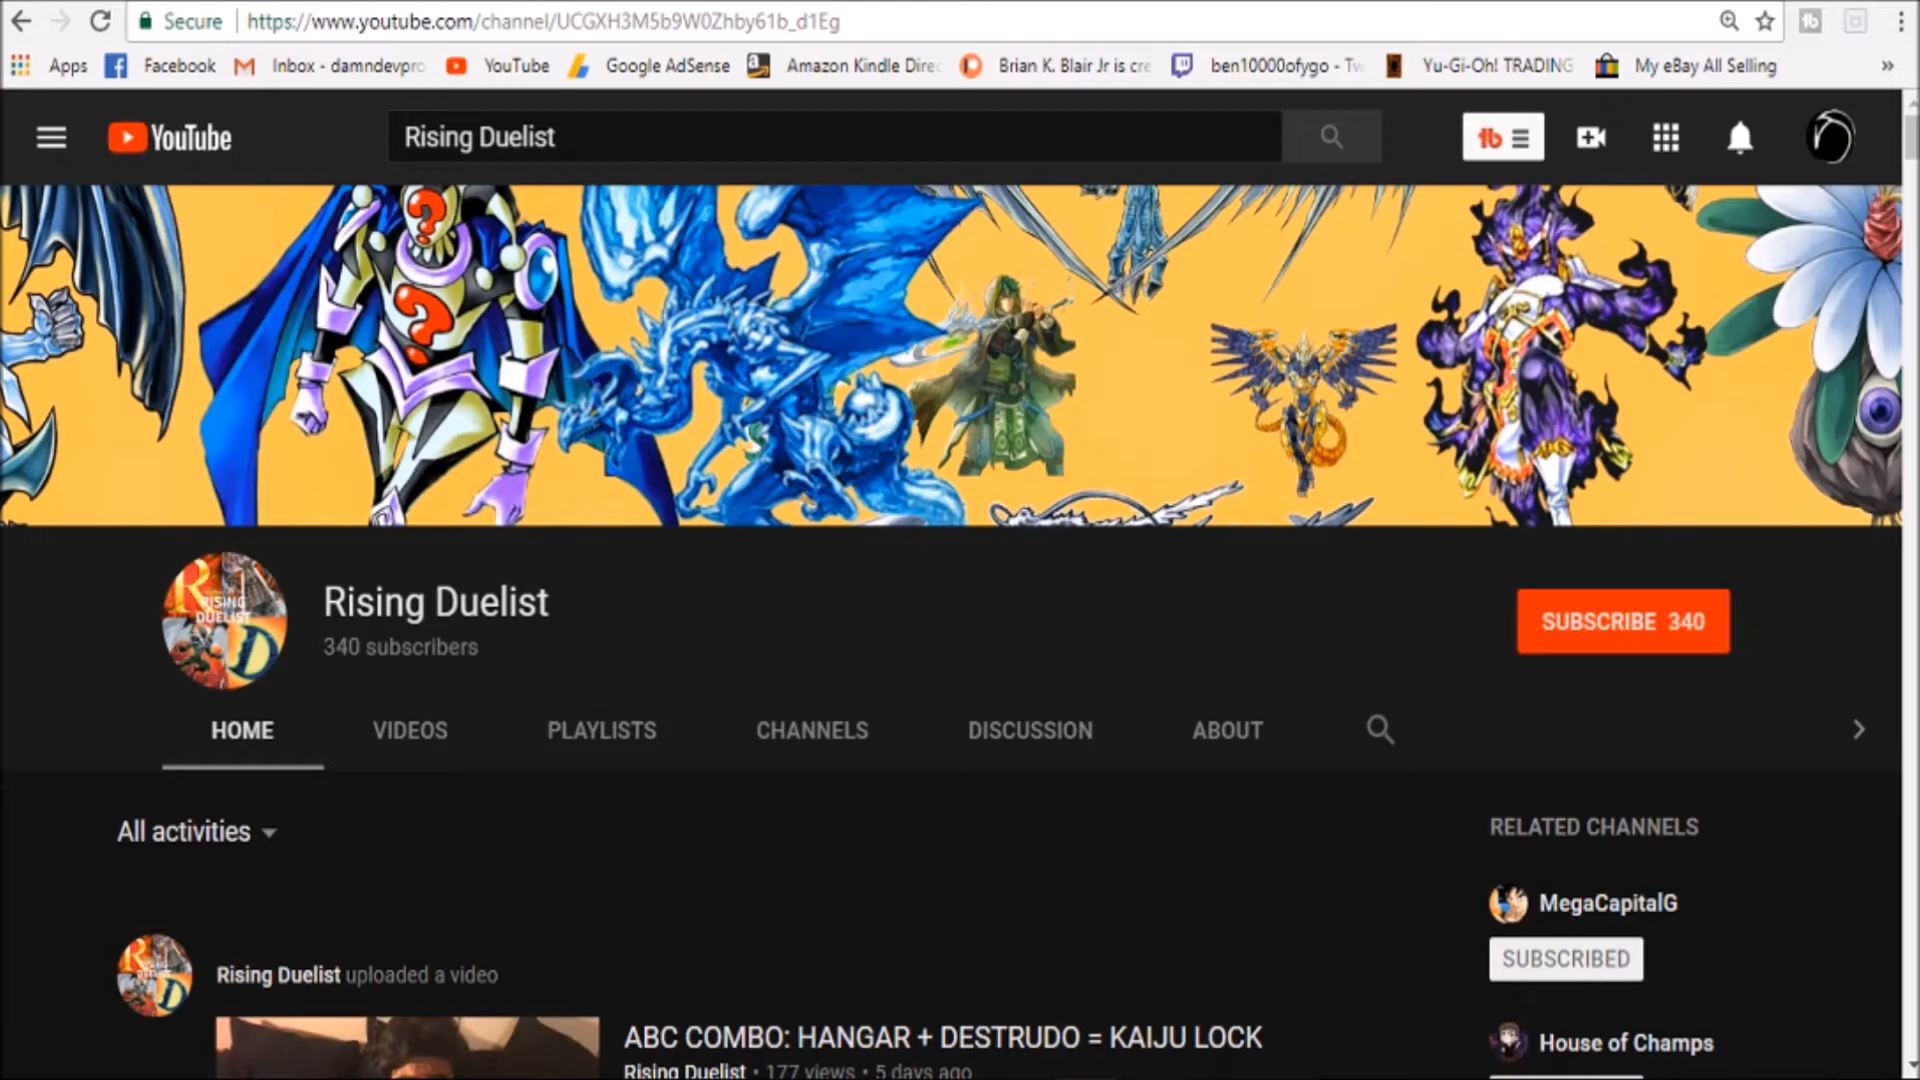 Secure https://www.youtube.com/channel/UCGXH3M5b9W0Zhby61b_d1Eg
Apps Facebook Inbox - damndevpro YouTube Google AdSense Amazon Kindle Direc Brian K. Blair Jr is cre ben10000ofygo - Tw Yu-Gi-Oh! TRADING My eBay All Selling »
YouTube
Rising Duelist
RISING
DUELIST
Rising Duelist
340 subscribers
SUBSCRIBE 340
HOME VIDEOS PLAYLISTS CHANNELS DISCUSSION ABOUT
All activities
RELATED CHANNELS
MegaCapitalG
SUBSCRIBED
Rising Duelist uploaded a video
House of Champs
ABC COMBO: HANGAR + DESTRUDO = KAIJU LOCK
Rising Duelist • 177 views • 5 days ago